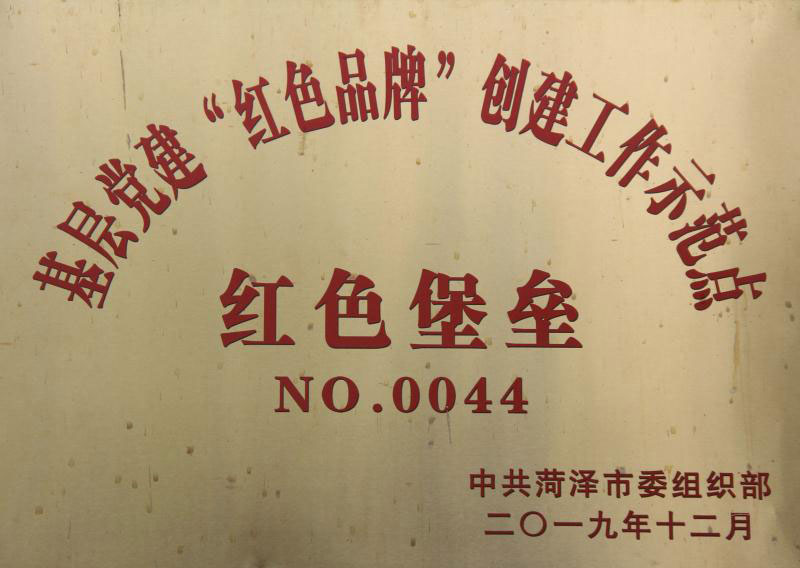 基层党建“红色品牌”创建工作示范点
红色堡垒
NO.0044
中共菏泽市委组织部
二〇一九年十二月